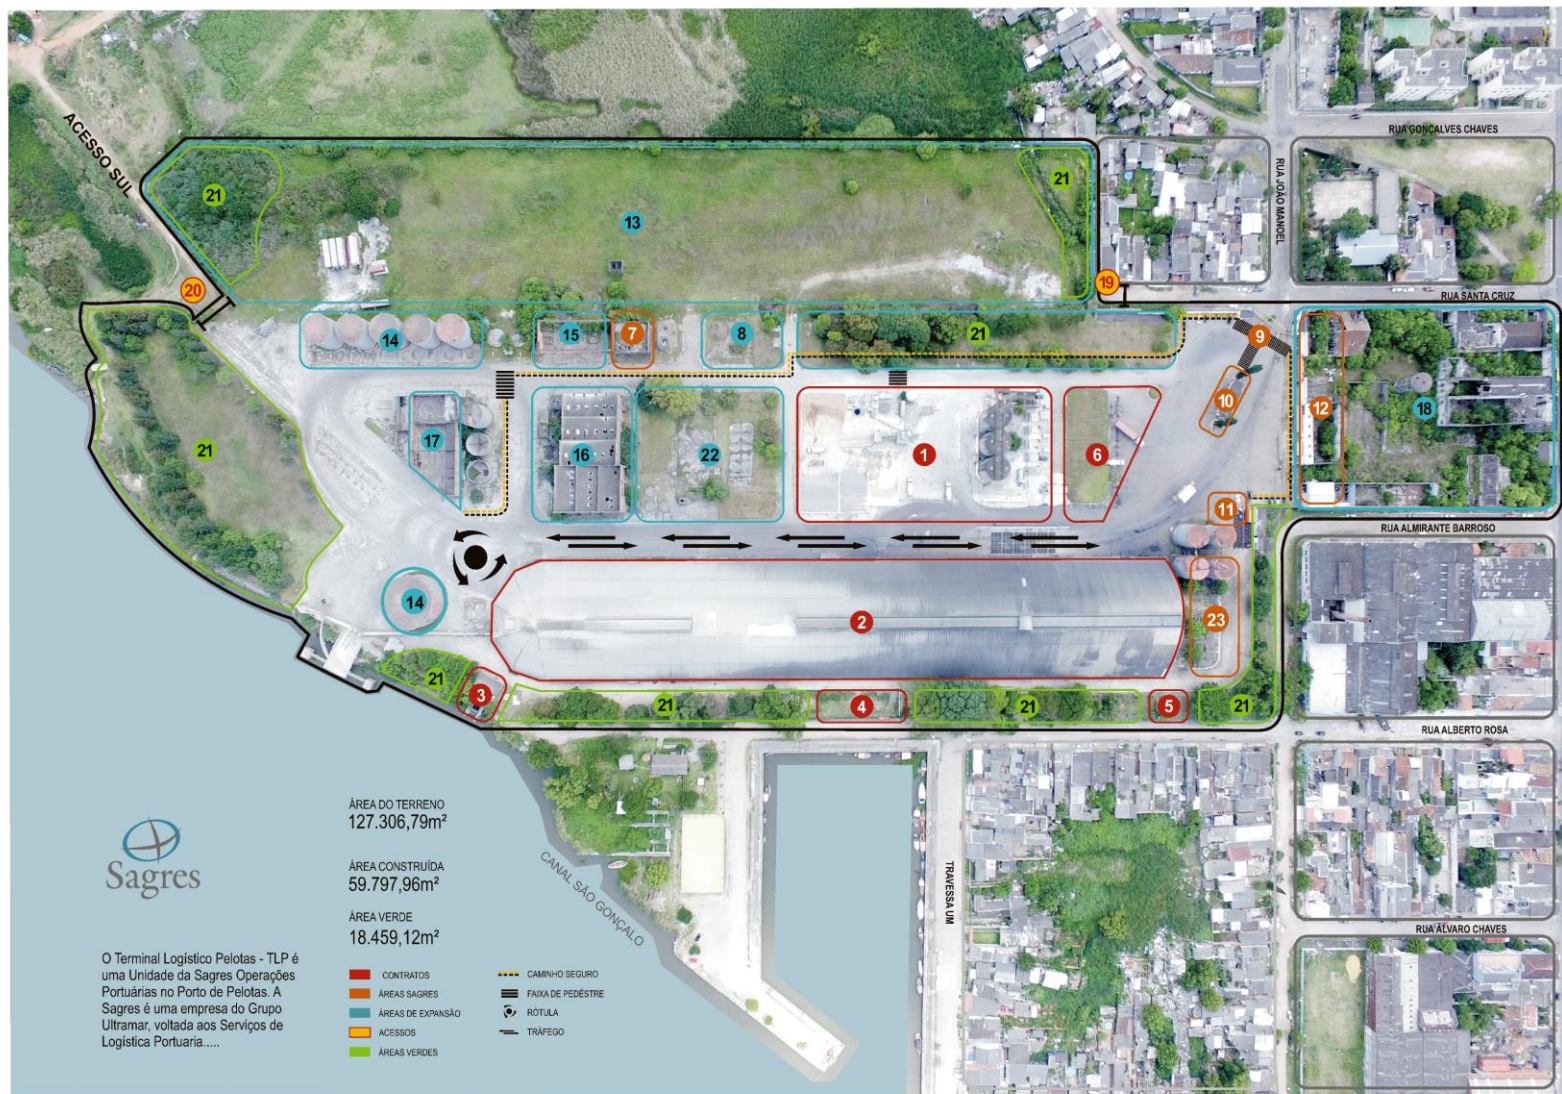 RUA GONÇALVES CHAVES
ACESSO SUL
RUA JOÃO MANOEL
21
21
13
20
19
RUA SANTA CRUZ
14
15
7
8
21
9
10
12
18
17
16
22
1
6
21
11
RUA ALMIRANTE BARROSO
14
2
23
21
3
21
4
21
5
21
RUA ALBERTO ROSA
CANAL SÃO GONÇALO
TRAVESSA UM
RUA ÁLVARO CHAVES
Sagres
ÁREA DO TERRENO
127.306,79m²
ÁREA CONSTRUÍDA
59.797,96m²
ÁREA VERDE
18.459,12m²
O Terminal Logístico Pelotas - TLP é
uma Unidade da Sagres Operações
Portuárias no Porto de Pelotas. A
Sagres é uma empresa do Grupo
Ultramar, voltada aos Serviços de
Logística Portuaria.....
CONTRATOS
ÁREAS SAGRES
ÁREAS DE EXPANSÃO
ACESSOS
ÁREAS VERDES
CAMINHO SEGURO
FAIXA DE PEDÉSTRE
RÓTULA
TRÁFEGO